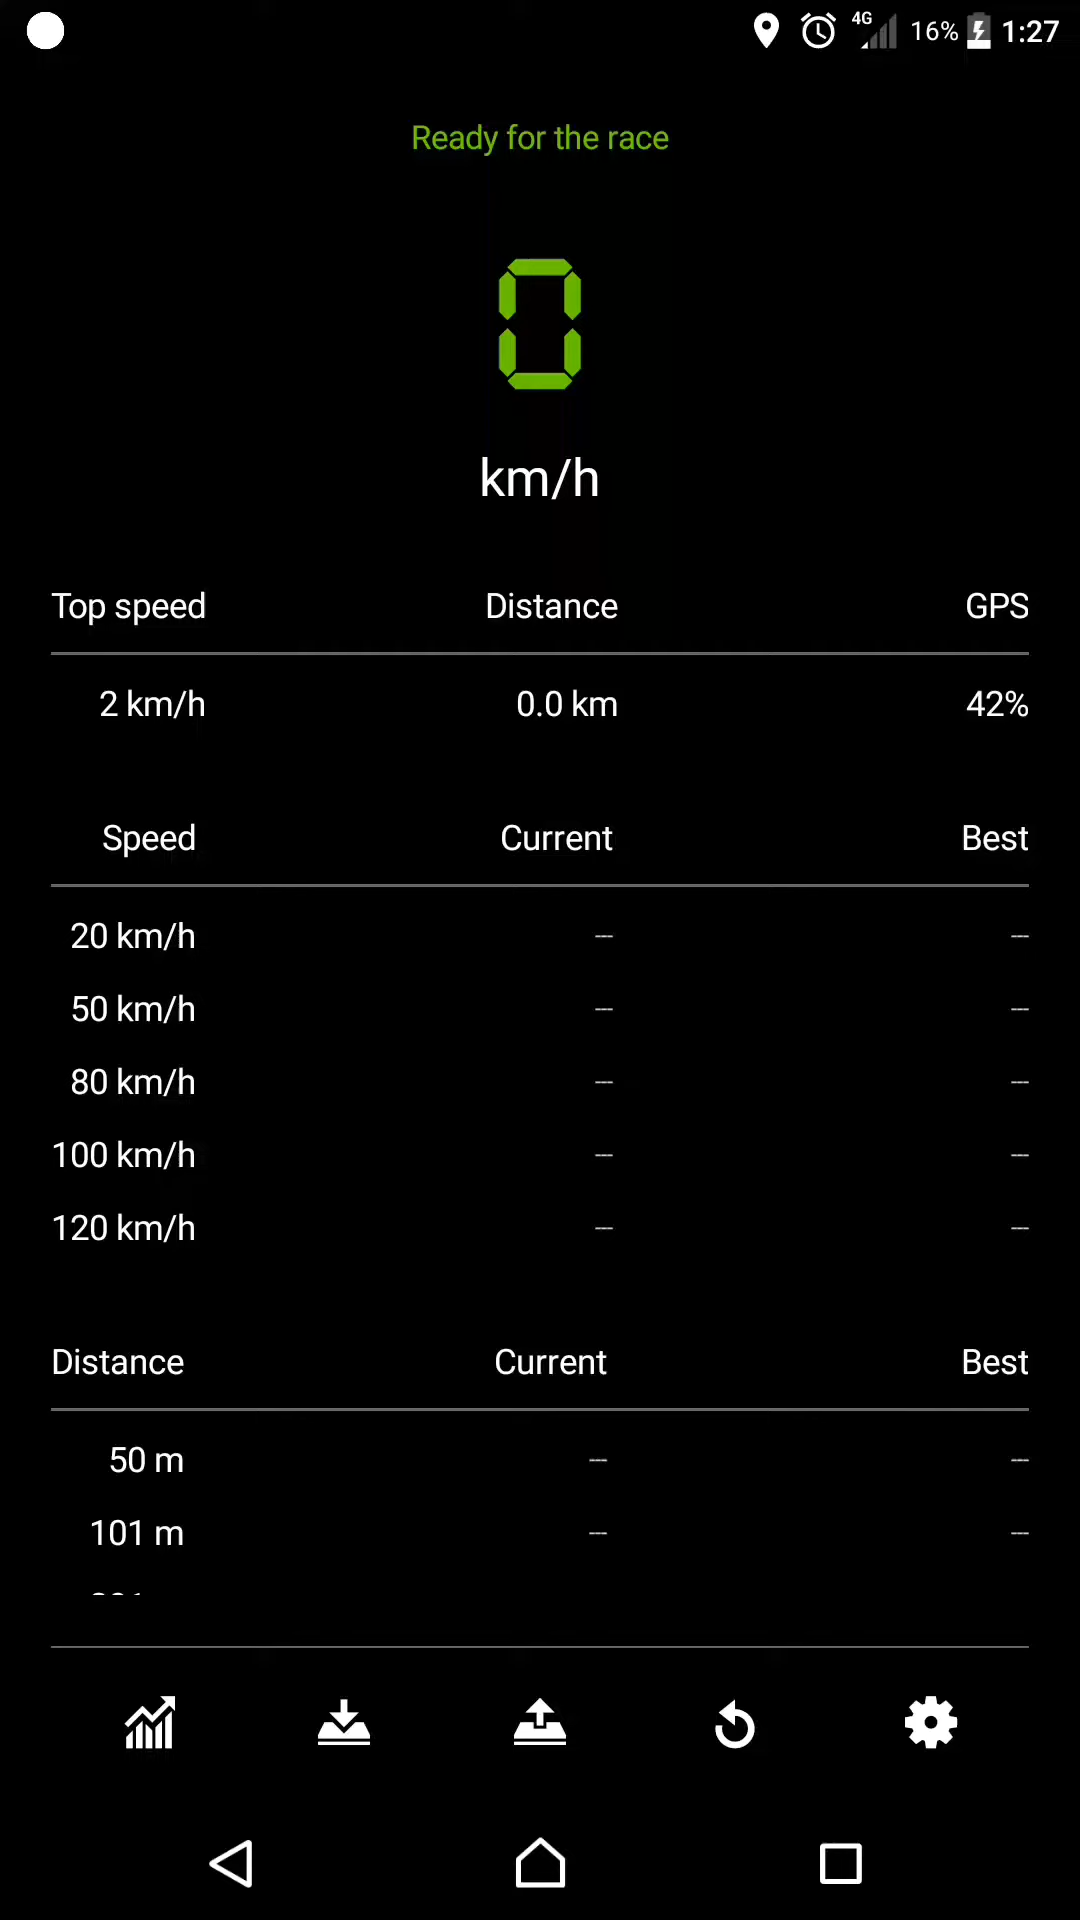 4G 16% 1:27
Ready for the race
0
km/h
Top speed Distance GPS
2 km/h 0.0 km 42%
Speed Current Best
20 km/h --- ---
50 km/h --- ---
80 km/h --- ---
100 km/h --- ---
120 km/h --- ---
Distance Current Best
50 m --- ---
101 m --- ---